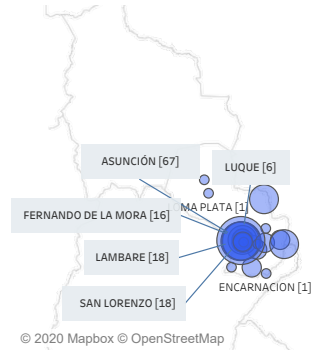 ASUNCIÓN [67]
LUQUE [6]
OMA PLATA [1]
FERNANDO DE LA MORA [16]
LAMBARE [18]
ENCARNACION [1]
SAN LORENZO [18]
© 2020 Mapbox © OpenStreetMap